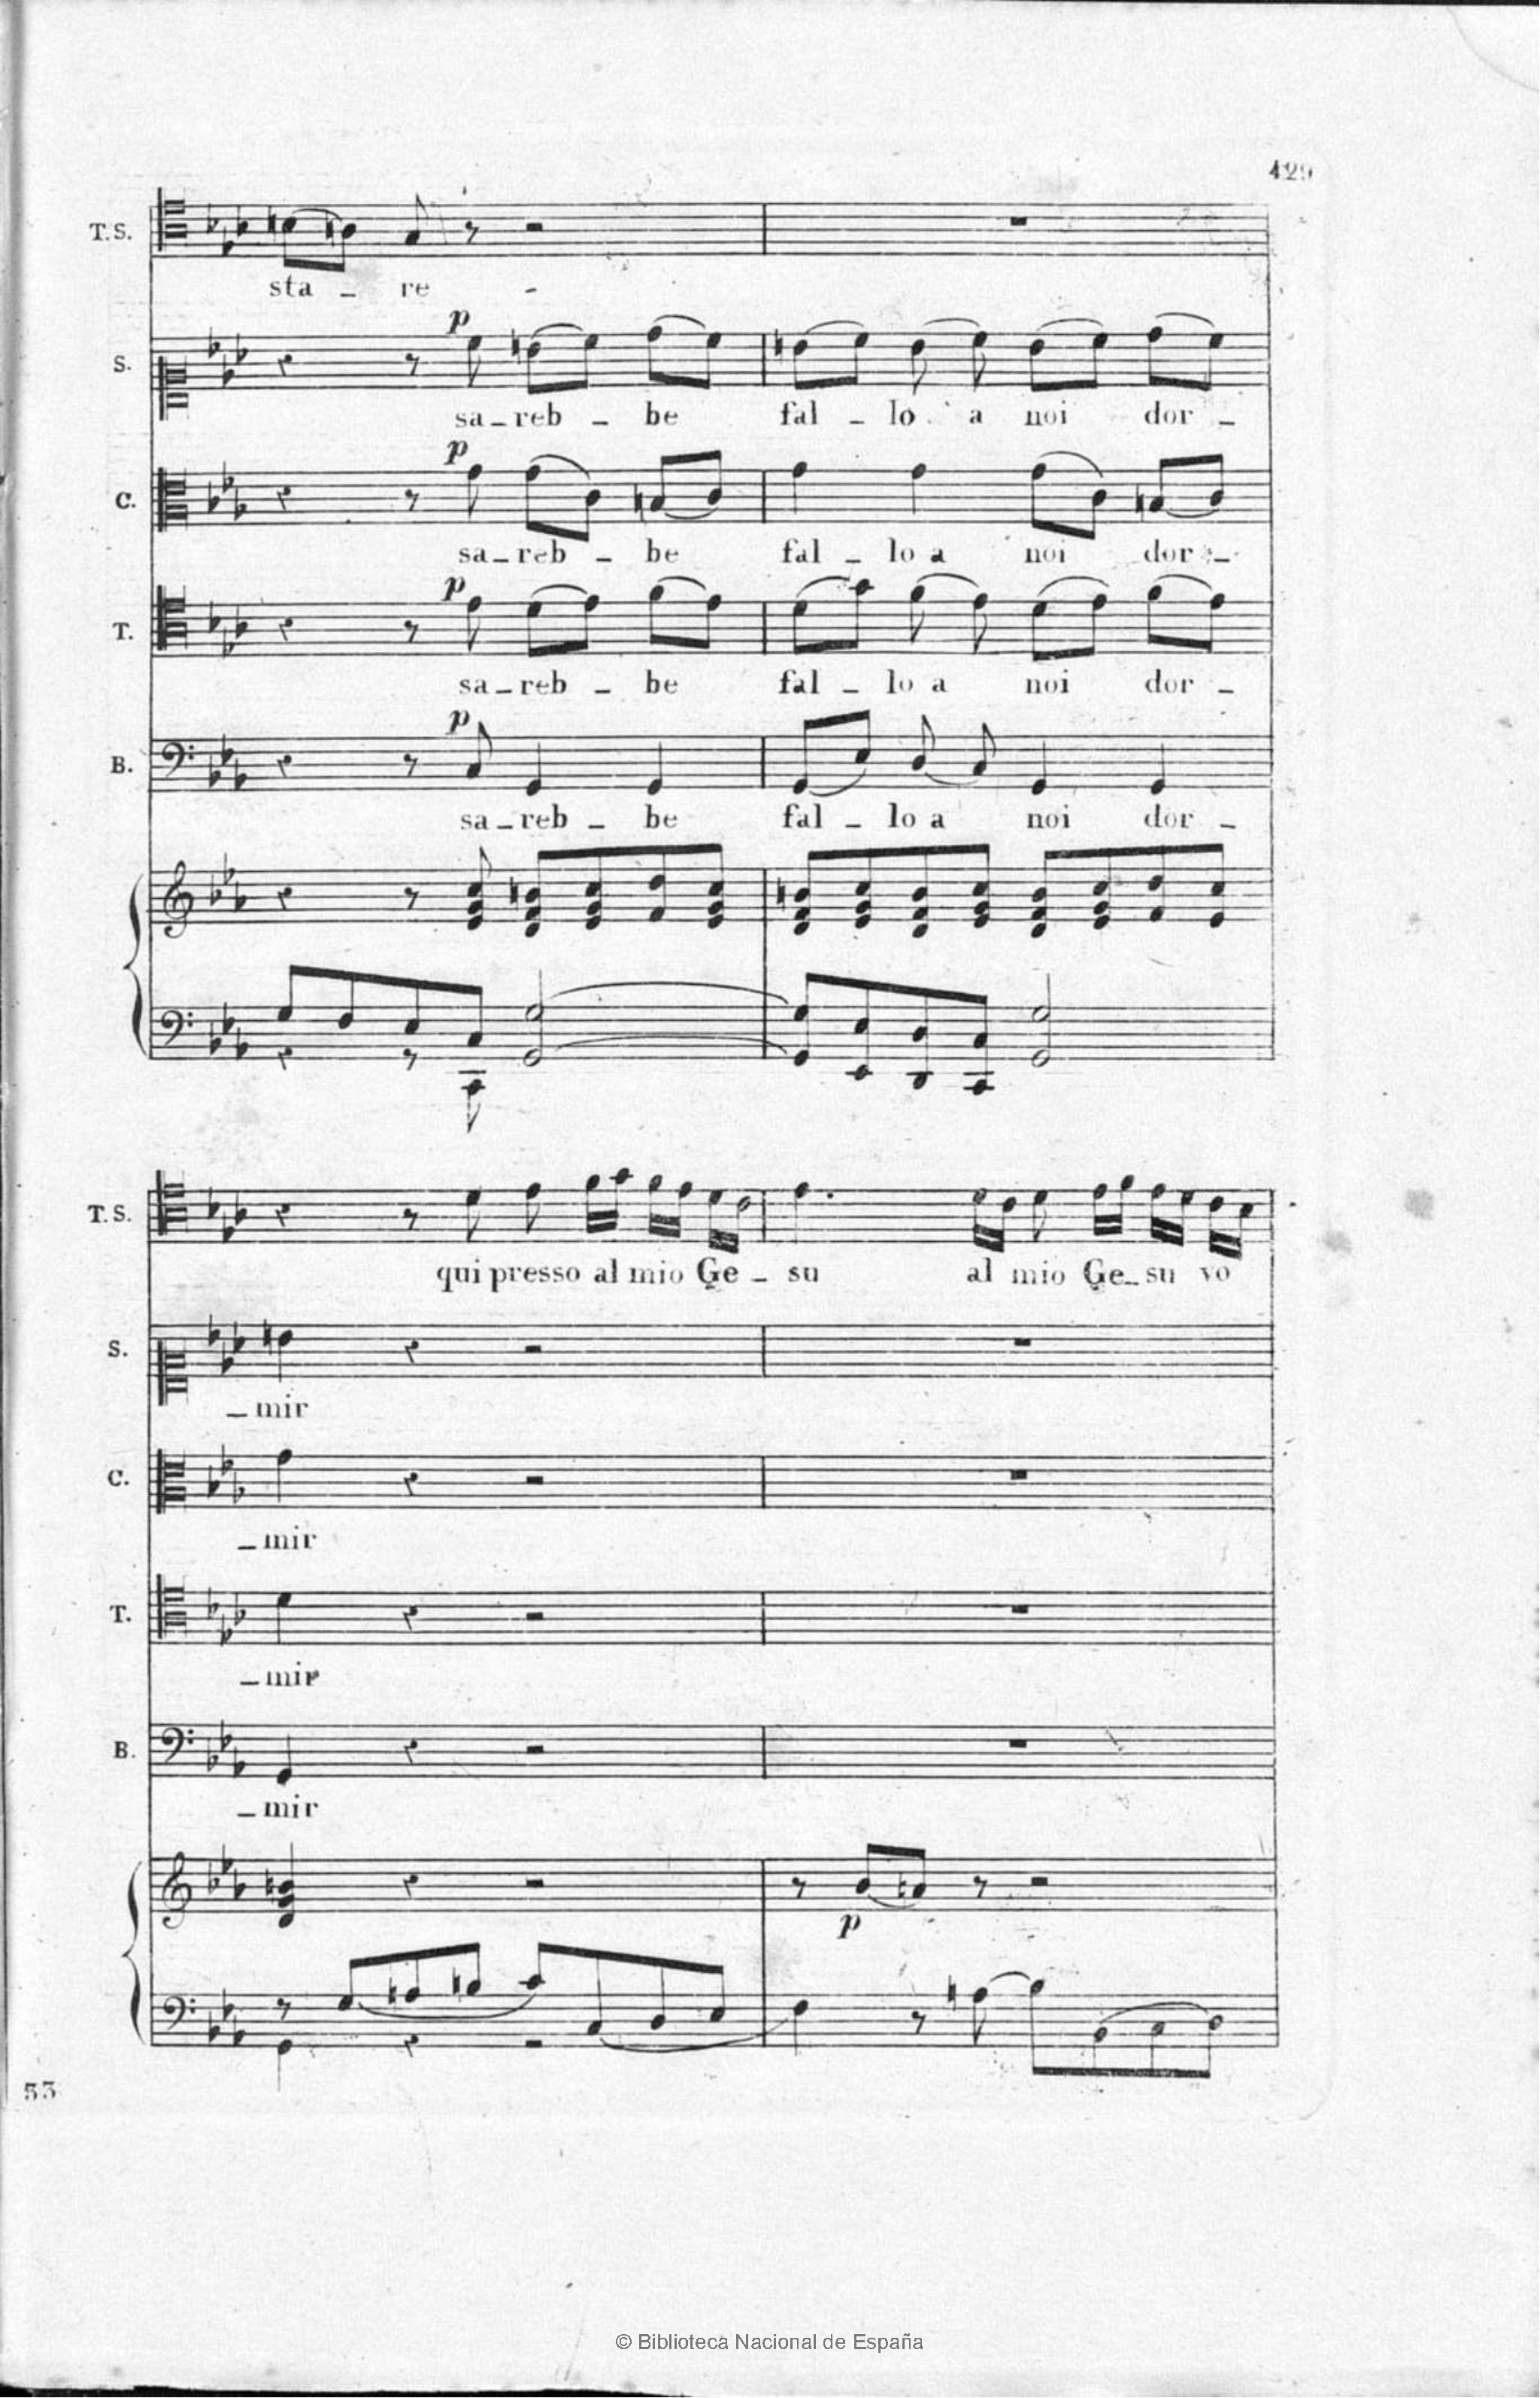 429
T.S.
sta _ re -
p
S.
sa _ reb _ be fal _ lo a noi dor _
p
C.
sa _ reb _ be fal _ lo a noi dor _
p
T.
sa _ reb _ be fal _ lo a noi dor _
p
B.
sa _ reb _ be fal _ lo a noi dor _
T.S.
qui presso al mio Ge _ su al mio Ge _ su vo
S.
_ mir
C.
_ mir
T.
_ mir
B.
_ mir
p
53
© Biblioteca Nacional de España